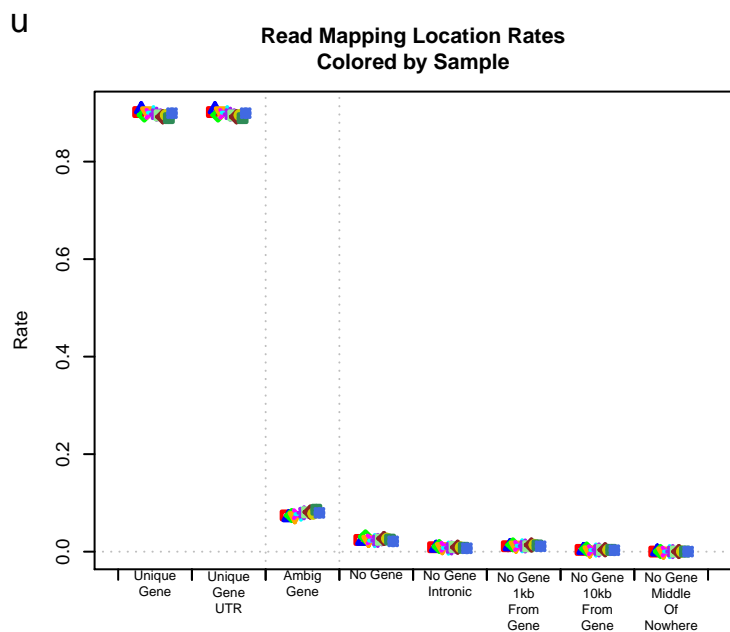 u
Read Mapping Location Rates
Colored by Sample
Rate
0.8
0.6
0.4
0.2
0.0
Unique
Gene
Unique
Gene
UTR
Ambig
Gene
No Gene
No Gene
Intronic
No Gene
1kb
From
Gene
No Gene
10kb
From
Gene
No Gene
Middle
Of
Nowhere